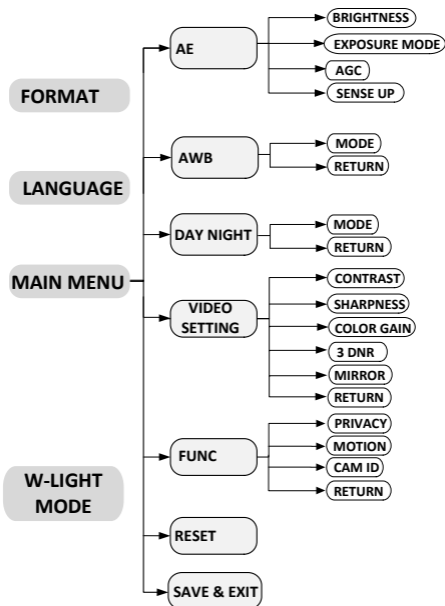 FORMAT
LANGUAGE
MAIN MENU
W-LIGHT
MODE
AE
BRIGHTNESS
EXPOSURE MODE
AGC
SENSE UP
AWB
MODE
RETURN
DAY NIGHT
MODE
RETURN
VIDEO
SETTING
CONTRAST
SHARPNESS
COLOR GAIN
3 DNR
MIRROR
RETURN
FUNC
PRIVACY
MOTION
CAM ID
RETURN
RESET
SAVE & EXIT